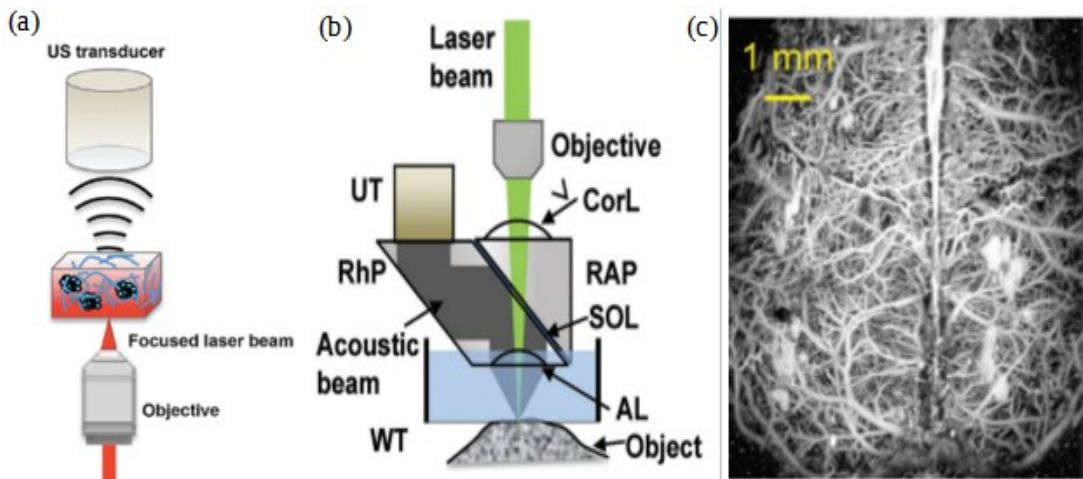 (a)
US transducer
Focused laser beam
Objective
(b)
Laser
beam
Objective
UT
CorL
RhP
RAP
SOL
Acoustic
beam
AL
WT
Object
(c)
1 mm